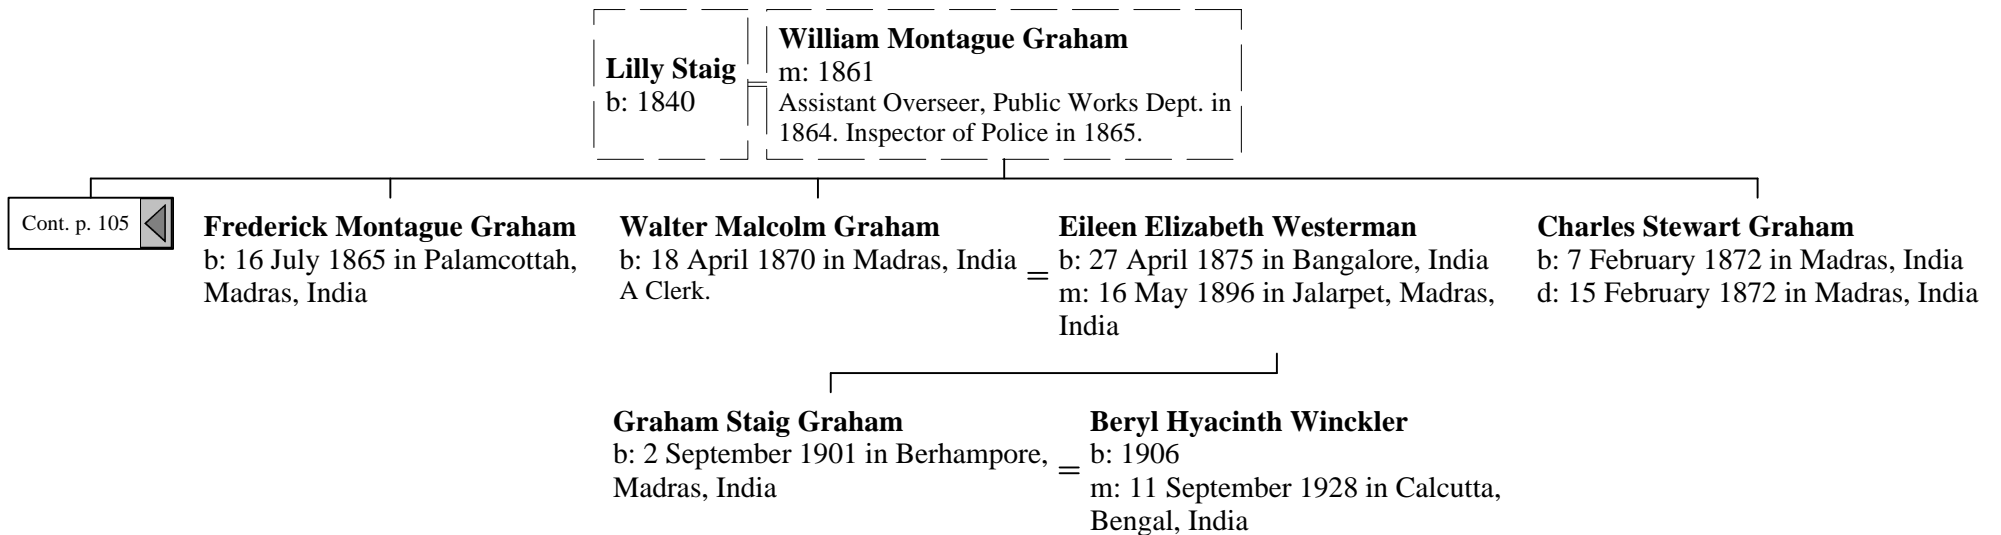 Lilly Staig
b: 1840
William Montague Graham
m: 1861
Assistant Overseer, Public Works Dept. in
1864. Inspector of Police in 1865.
Cont. p. 105
Frederick Montague Graham
b: 16 July 1865 in Palamcottah,
Madras, India
Walter Malcolm Graham
b: 18 April 1870 in Madras, India
A Clerk.
=
Eileen Elizabeth Westerman
b: 27 April 1875 in Bangalore, India
m: 16 May 1896 in Jalarpet, Madras,
India
Charles Stewart Graham
b: 7 February 1872 in Madras, India
d: 15 February 1872 in Madras, India
Graham Staig Graham
b: 2 September 1901 in Berhampore,
Madras, India
=
Beryl Hyacinth Winckler
b: 1906
m: 11 September 1928 in Calcutta,
Bengal, India